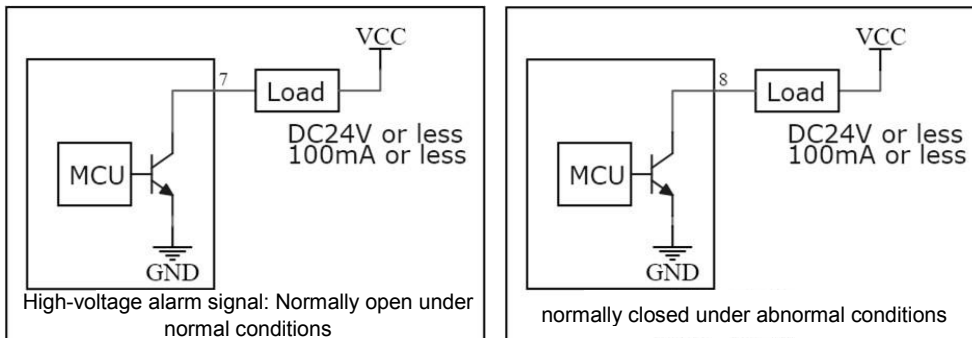 VCC
7
Load
DC24V or less
100mA or less
MCU
GND
High-voltage alarm signal: Normally open under
normal conditions
VCC
8
Load
DC24V or less
100mA or less
MCU
GND
normally closed under abnormal conditions